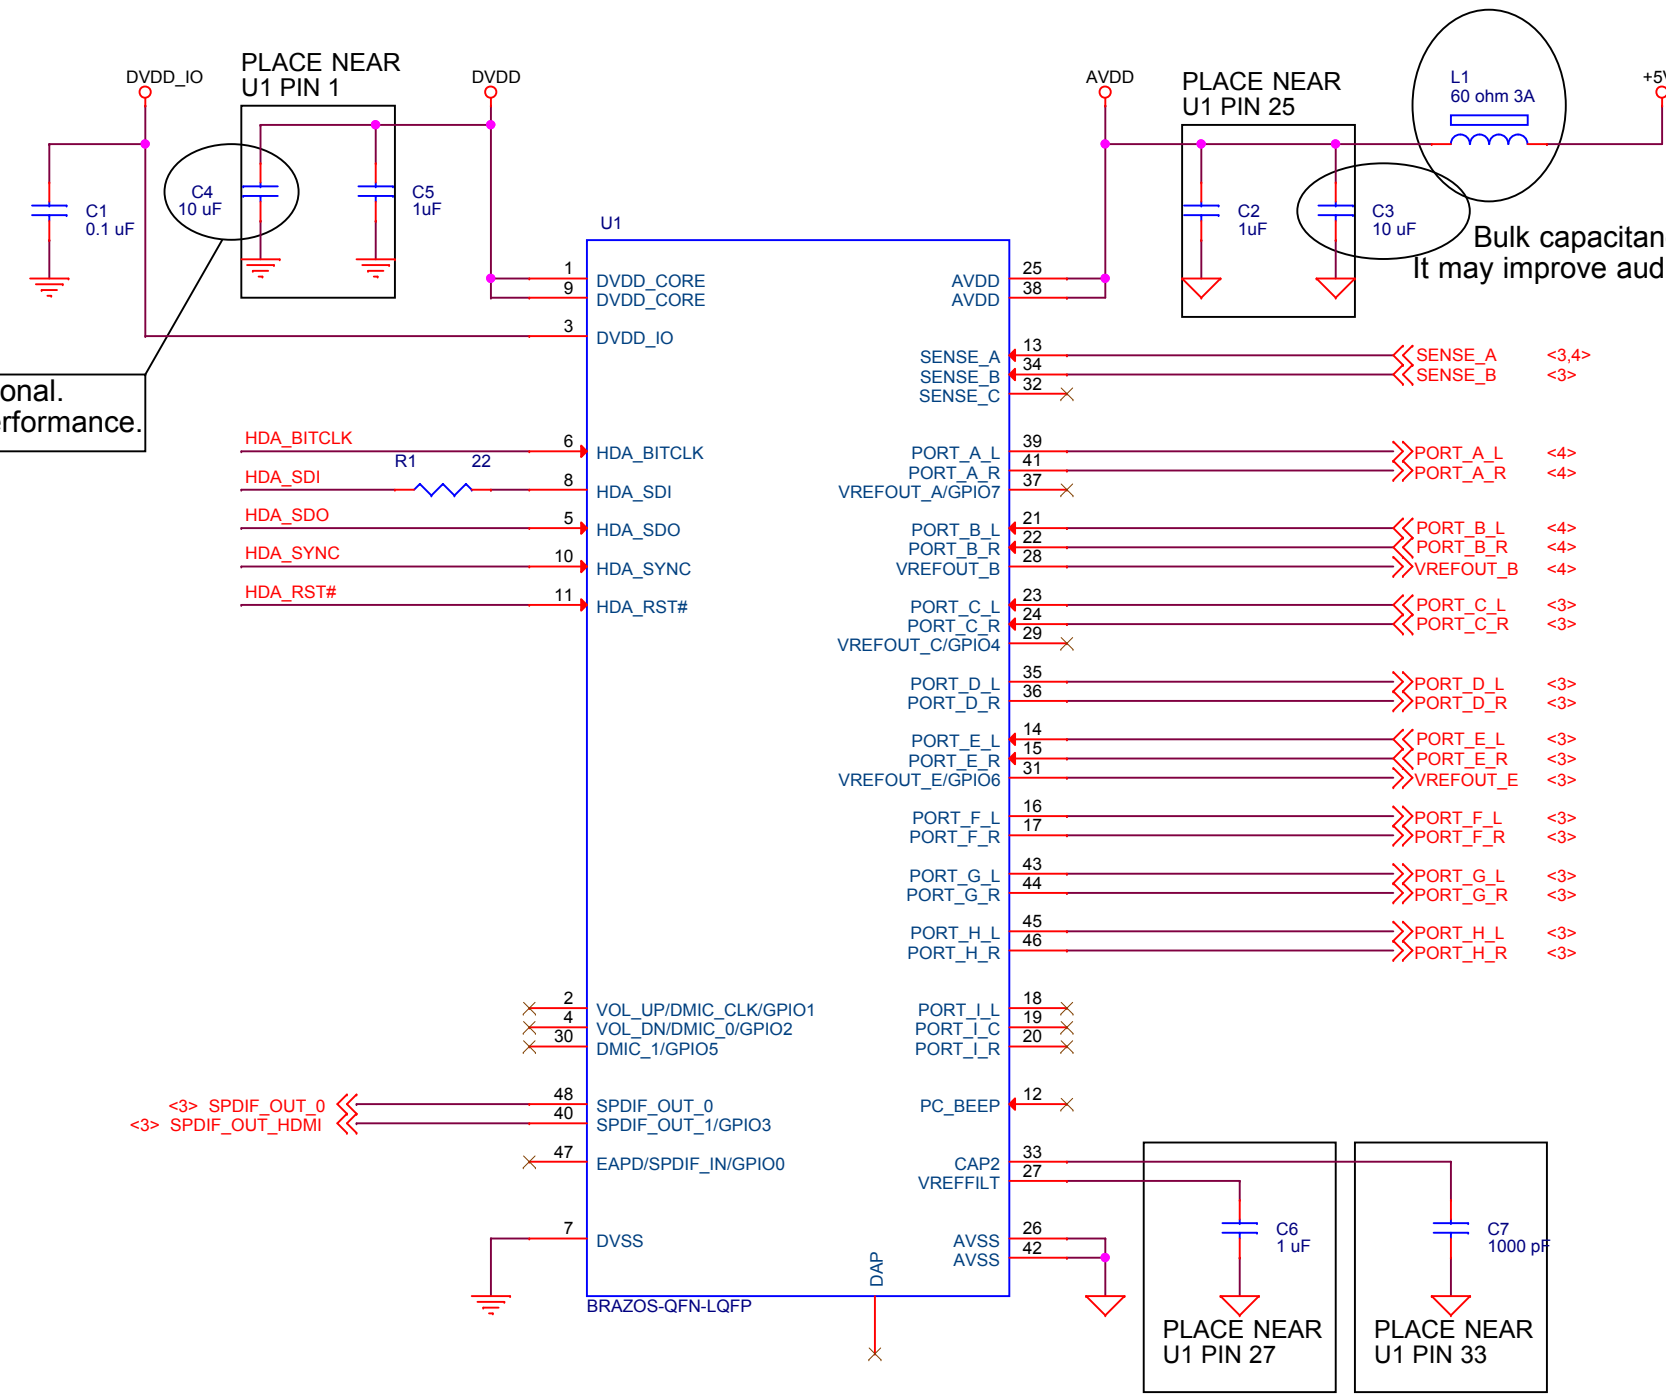 DVDD_IO
PLACE NEAR
U1 PIN 1
DVDD
C4
10 uF
C5
1uF
C1
0.1 uF
AVDD
PLACE NEAR
U1 PIN 25
L1
60 ohm 3A
C2
1uF
C3
10 uF
Bulk capacitan
It may improve aud
onal.
erformance.
U1
1
DVDD_CORE
9
DVDD_CORE
3
DVDD_IO
HDA_BITCLK
6
HDA_BITCLK
HDA_SDI
R1
22
8
HDA_SDI
HDA_SDO
5
HDA_SDO
HDA_SYNC
10
HDA_SYNC
HDA_RST#
11
HDA_RST#
2
VOL_UP/DMIC_CLK/GPIO1
4
VOL_DN/DMIC_0/GPIO2
30
DMIC_1/GPIO5
<3> SPDIF_OUT_0
48
SPDIF_OUT_0
<3> SPDIF_OUT_HDMI
40
SPDIF_OUT_1/GPIO3
47
EAPD/SPDIF_IN/GPIO0
7
DVSS
DAP
BRAZOS-QFN-LQFP
AVDD 25
AVDD 38
SENSE_A 13 SENSE_A <3,4>
SENSE_B 34 SENSE_B <3>
SENSE_C 32
PORT_A_L 39 PORT_A_L <4>
PORT_A_R 41 PORT_A_R <4>
VREFOUT_A/GPIO7 37
PORT_B_L 21 PORT_B_L <4>
PORT_B_R 22 PORT_B_R <4>
VREFOUT_B 28 VREFOUT_B <4>
PORT_C_L 23 PORT_C_L <3>
PORT_C_R 24 PORT_C_R <3>
VREFOUT_C/GPIO4 29
PORT_D_L 35 PORT_D_L <3>
PORT_D_R 36 PORT_D_R <3>
PORT_E_L 14 PORT_E_L <3>
PORT_E_R 15 PORT_E_R <3>
VREFOUT_E/GPIO6 31 VREFOUT_E <3>
PORT_F_L 16 PORT_F_L <3>
PORT_F_R 17 PORT_F_R <3>
PORT_G_L 43 PORT_G_L <3>
PORT_G_R 44 PORT_G_R <3>
PORT_H_L 45 PORT_H_L <3>
PORT_H_R 46 PORT_H_R <3>
PORT_I_L 18
PORT_I_C 19
PORT_I_R 20
PC_BEEP 12
CAP2 33
VREFFILT 27
AVSS 26
AVSS 42
C6
1 uF
PLACE NEAR
U1 PIN 27
C7
1000 pF
PLACE NEAR
U1 PIN 33